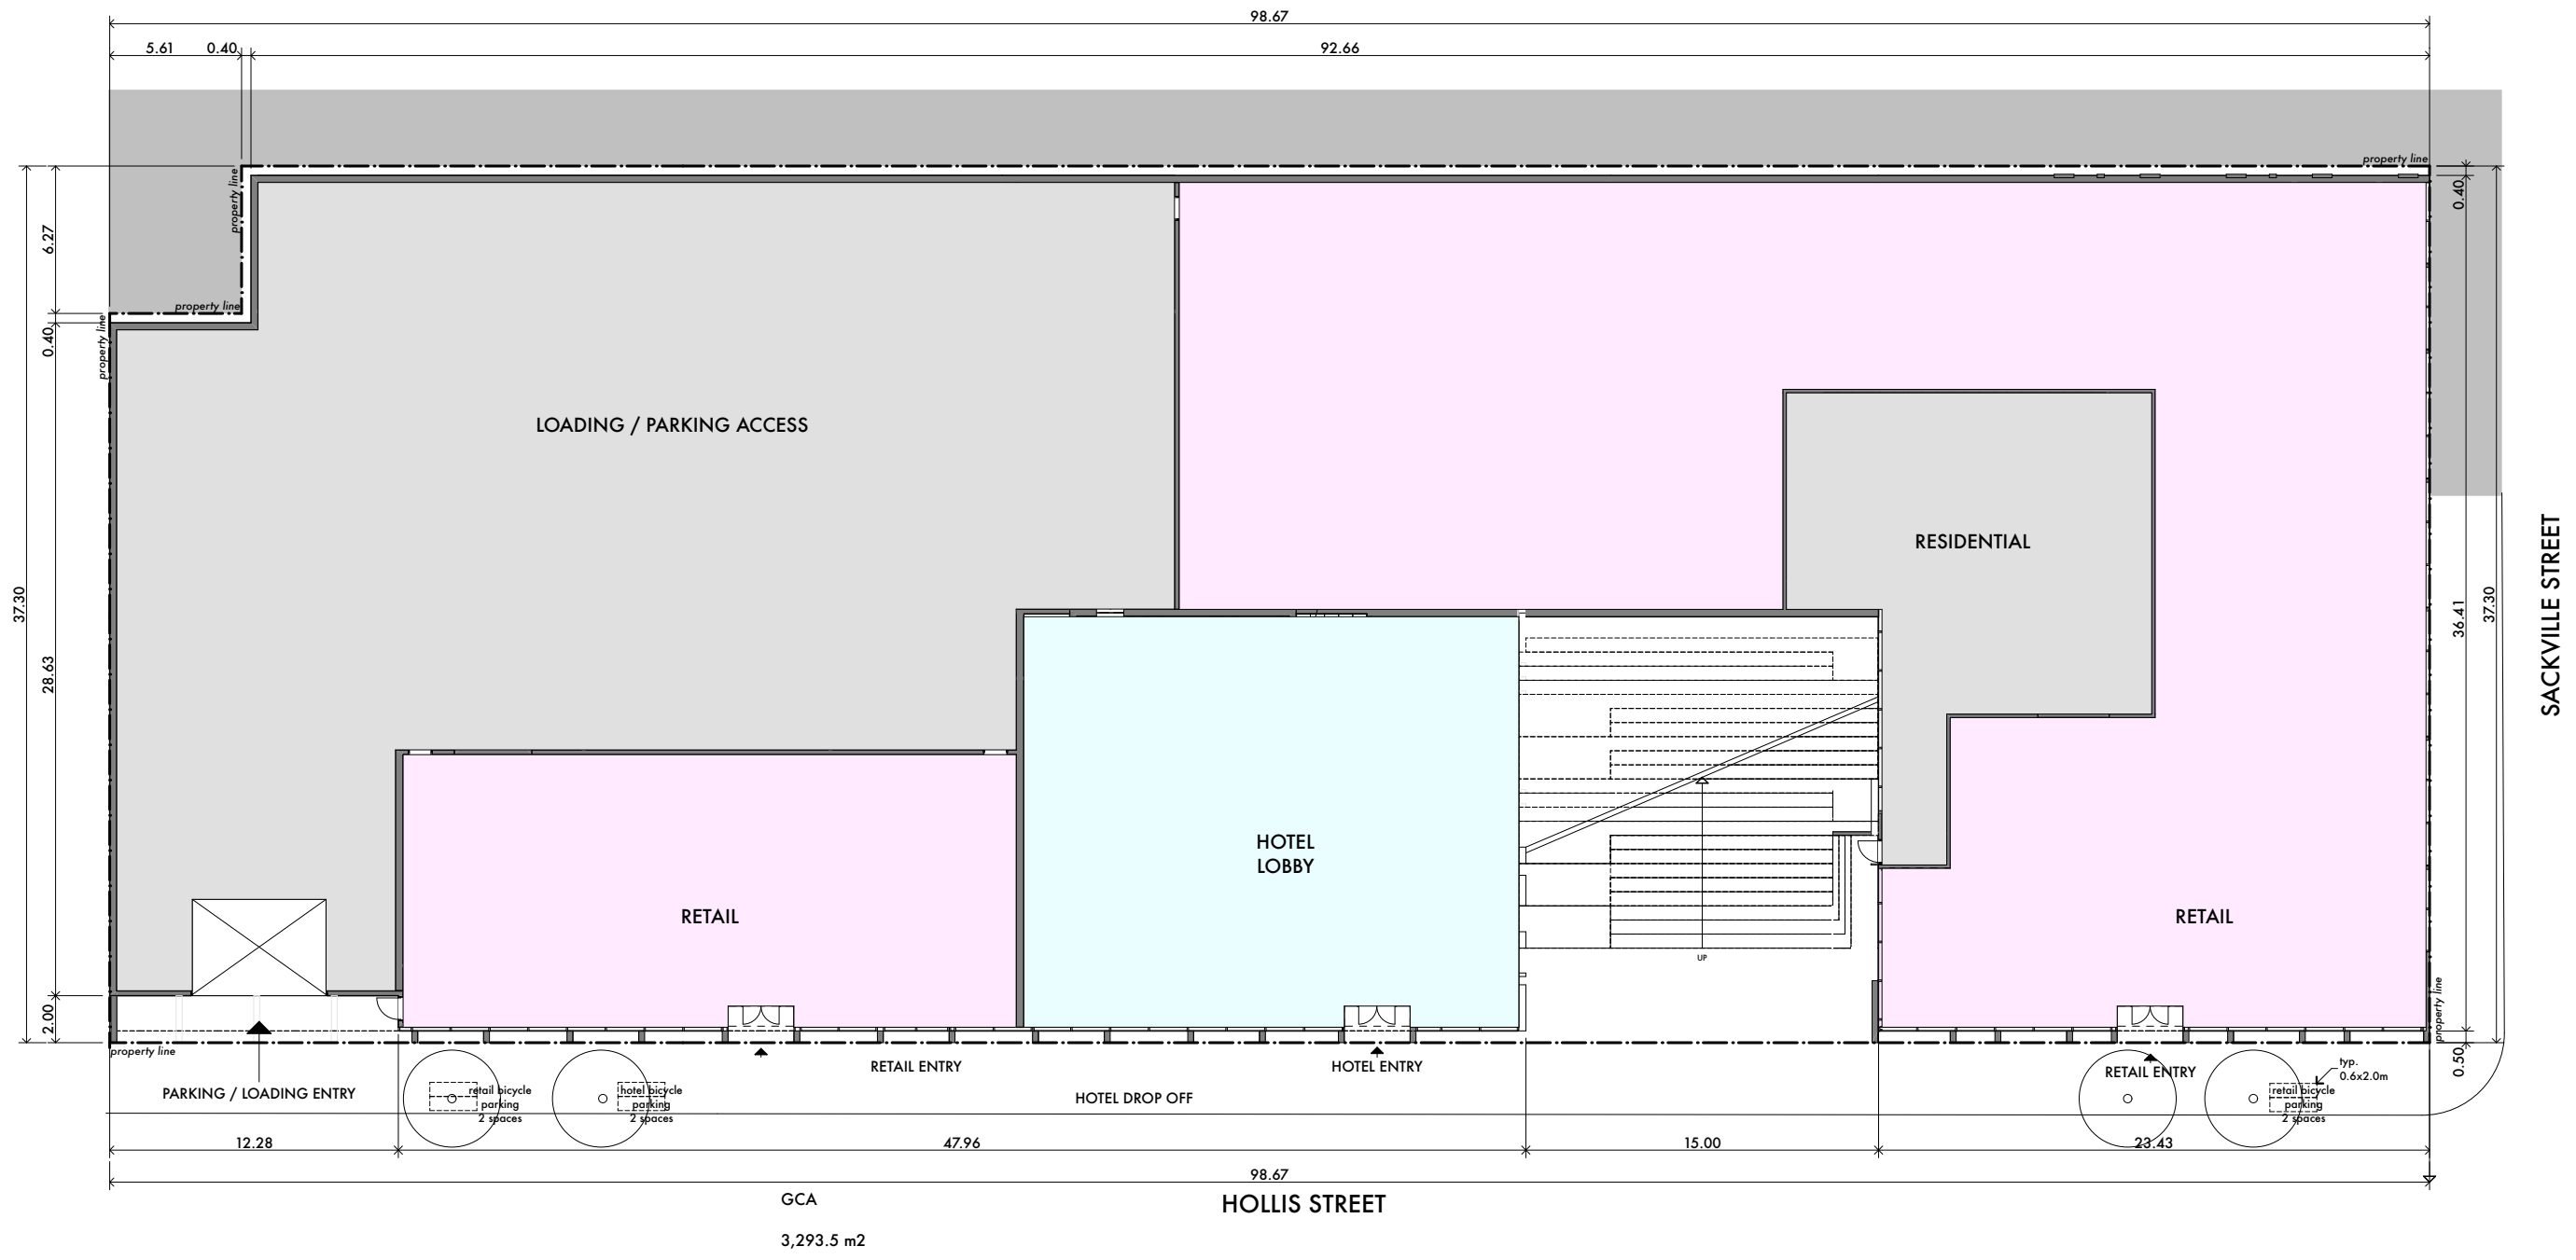 98.67
5.61
0.40
92.66
property line
property line
property line
property line
0.40
6.27
0.40
37.30
28.63
2.00
36.41
37.30
0.50
SACKVILLE STREET
LOADING / PARKING ACCESS
RESIDENTIAL
HOTEL
LOBBY
RETAIL
RETAIL
UP
property line
property line
PARKING / LOADING ENTRY
RETAIL ENTRY
HOTEL ENTRY
RETAIL ENTRY
typ.
0.6x2.0m
retail bicycle
parking
2 spaces
hotel bicycle
parking
2 spaces
HOTEL DROP OFF
retail bicycle
parking
2 spaces
12.28
47.96
15.00
23.43
98.67
GCA
HOLLIS STREET
3,293.5 m2